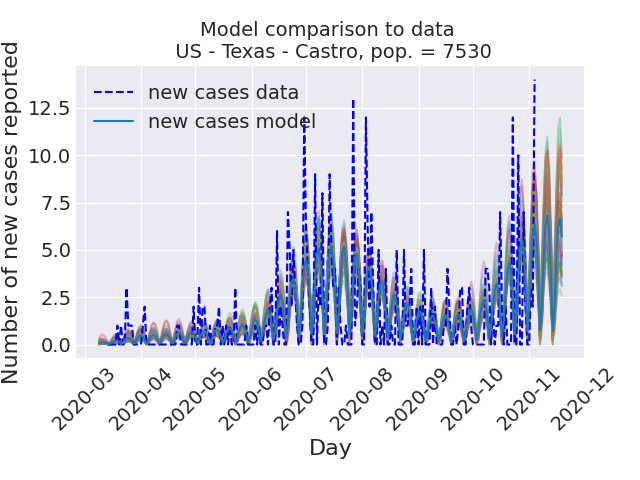 Model comparison to data
US - Texas - Castro, pop. = 7530
Number of new cases reported
12.5
10.0
7.5
5.0
2.5
0.0
new cases data
new cases model
2020-03
2020-04
2020-05
2020-06
2020-07
2020-08
2020-09
2020-10
2020-11
2020-12
Day